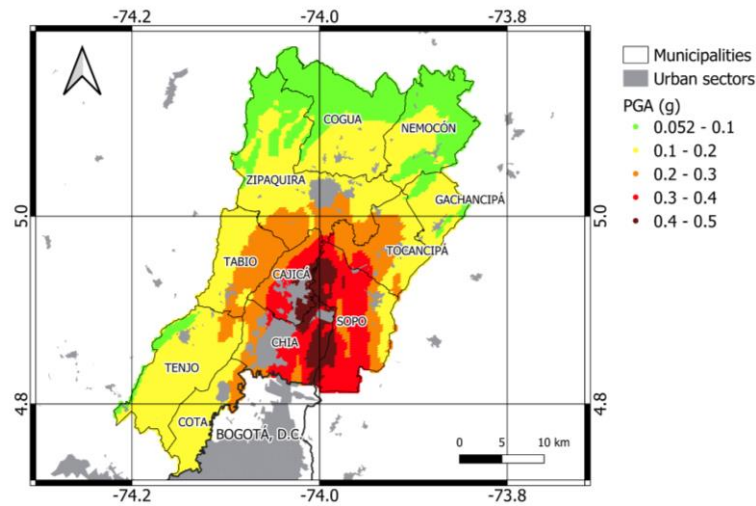 -74.2 -74.0 -73.8
Municipalities
Urban sectors
PGA (g)
0.052 - 0.1
0.1 - 0.2
0.2 - 0.3
0.3 - 0.4
0.4 - 0.5
COGUA
NEMOCÓN
ZIPAQUIRA
GACHANCIPÁ
5.0 5.0
TOCANCIPÁ
TABIO
CAJICÁ
SOPO
CHIA
TENJO
4.8 4.8
COTA
BOGOTÁ, D.C.
0 5 10 km
-74.2 -74.0 -73.8